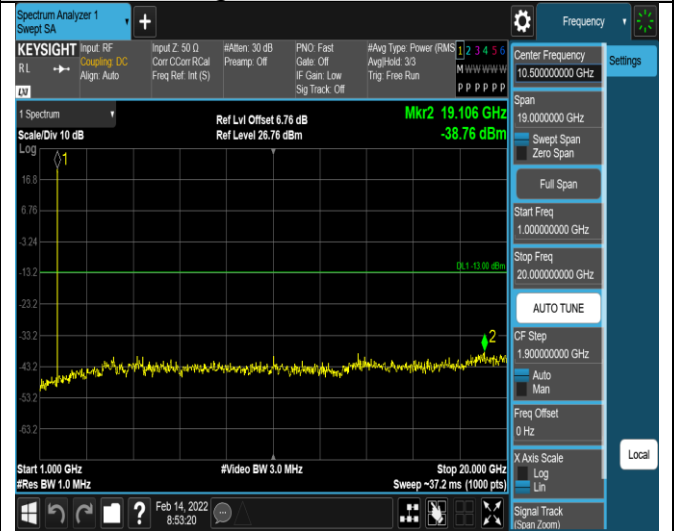 Spectrum Analyzer 1
Swept SA
+
Frequency
KEYSIGHT
RL
LXI
Input: RF
Coupling: DC
Align: Auto
Input Z: 50 Ω
Corr CCorr RCal
Freq Ref: Int (S)
#Atten: 30 dB
Preamp: Off
PNO: Fast
Gate: Off
IF Gain: Low
Sig Track: Off
#Avg Type: Power (RMS
Avg|Hold: 3/3
Trig: Free Run
1 2 3 4 5 6
M W W W W W
P P P P P P
1 Spectrum
Scale/Div 10 dB
Log
Ref Lvl Offset 6.76 dB
Ref Level 26.76 dBm
Mkr2 19.106 GHz
-38.76 dBm
1
16.8
6.76
-3.24
-13.2
DL1 -13.00 dBm
-23.2
-33.2
2
-43.2
-53.2
-63.2
Start 1.000 GHz
#Res BW 1.0 MHz
#Video BW 3.0 MHz
Stop 20.000 GHz
Sweep ~37.2 ms (1000 pts)
Center Frequency
10.500000000 GHz
Settings
Span
19.0000000 GHz
Swept Span
Zero Span
Full Span
Start Freq
1.000000000 GHz
Stop Freq
20.000000000 GHz
AUTO TUNE
CF Step
1.900000000 GHz
Auto
Man
Freq Offset
0 Hz
X Axis Scale
Log
Lin
Local
Signal Track
(Span Zoom)
?
Feb 14, 2022
8:53:20